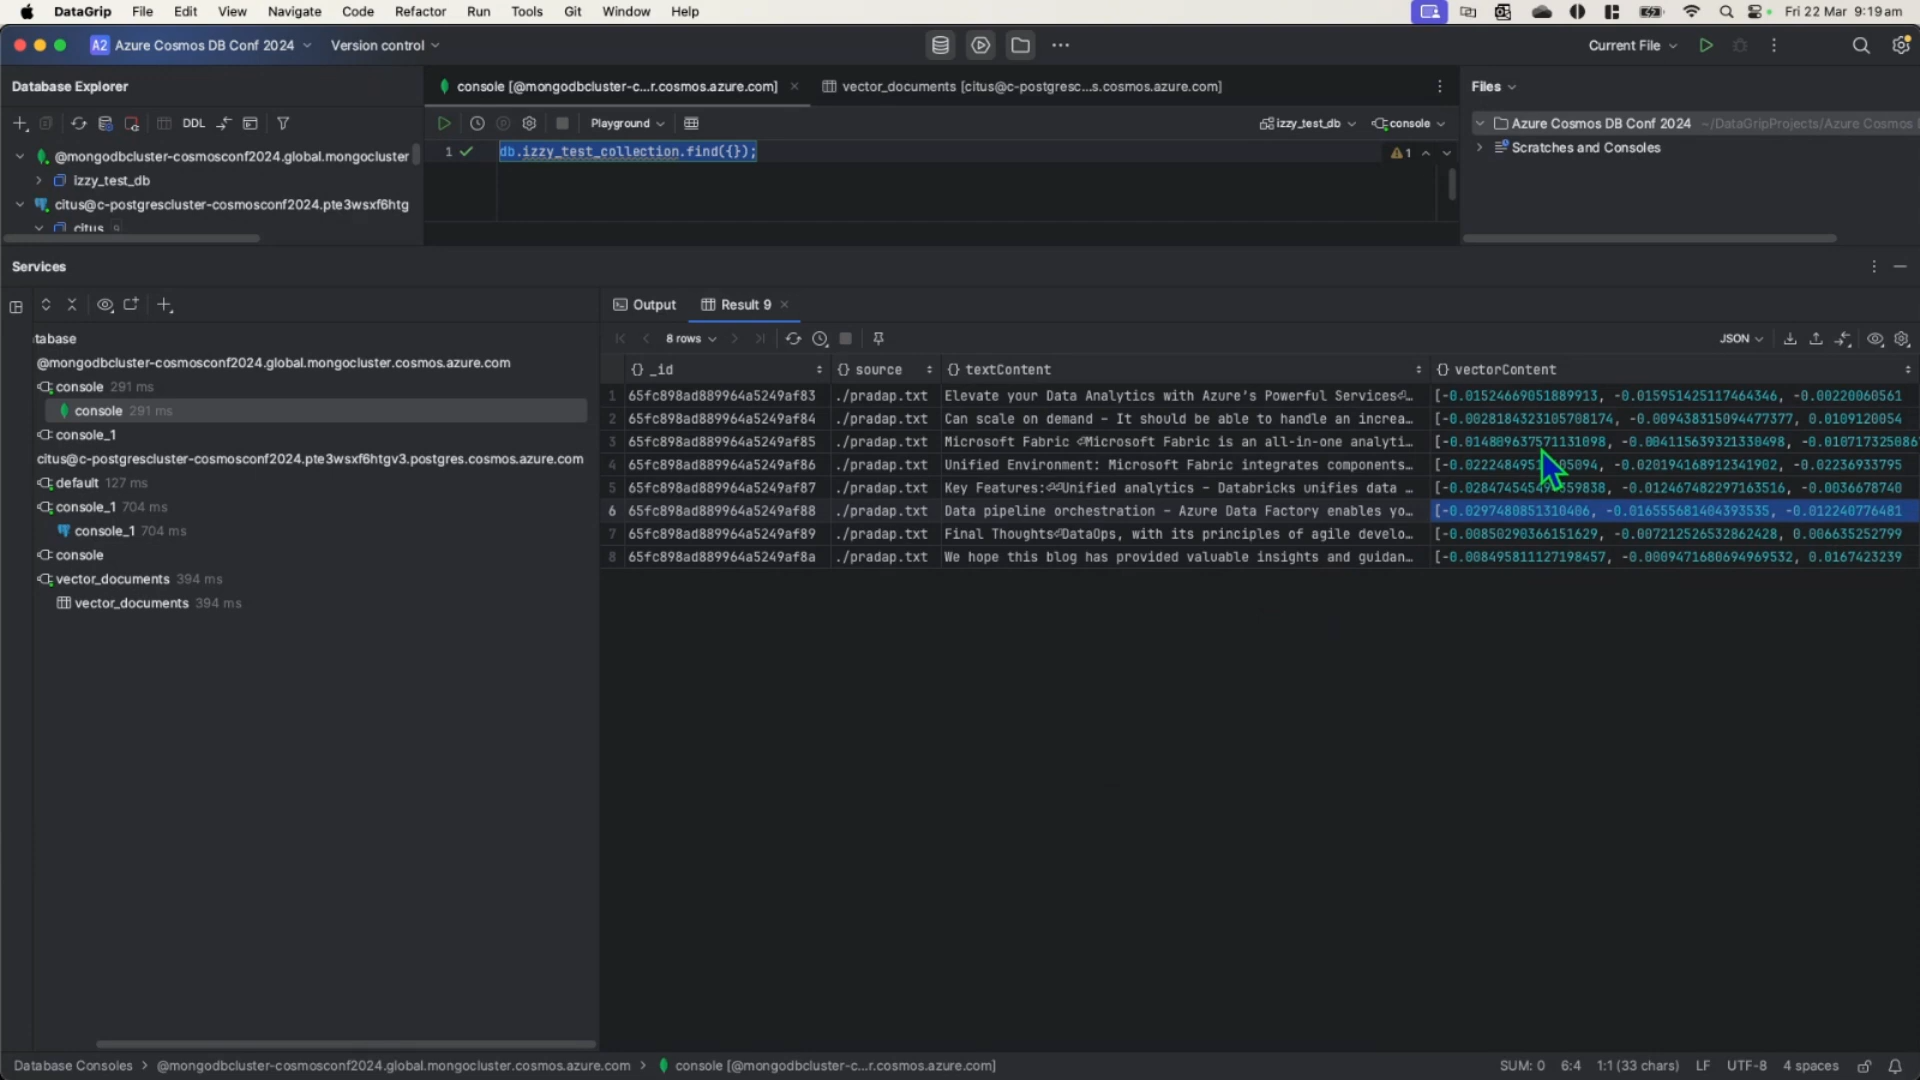 DataGrip File Edit View Navigate Code Refactor Run Tools Git Window Help Fri 22 Mar 9:19 am
A2 Azure Cosmos DB Conf 2024 Version control Current File
Database Explorer
console [@mongodbcluster-c...r.cosmos.azure.com] vector_documents [citus@c-postgresc...s.cosmos.azure.com]
Files
DDL
Playground izzy_test_db console
Azure Cosmos DB Conf 2024 ~/DataGripProjects/Azure Cosmos
Scratches and Consoles
@mongodbcluster-cosmosconf2024.global.mongocluster
izzy_test_db
citus@c-postgrescluster-cosmosconf2024.pte3wsxf6htg
citus 9
1 db.izzy_test_collection.find({}); 1
Services
Output Result 9
8 rows JSON
tabase
@mongodbcluster-cosmosconf2024.global.mongocluster.cosmos.azure.com
console 291 ms
console 291 ms
console_1
citus@c-postgrescluster-cosmosconf2024.pte3wsxf6htgv3.postgres.cosmos.azure.com
default 127 ms
console_1 704 ms
console_1 704 ms
console
vector_documents 394 ms
vector_documents 394 ms
{} _id {} source {} textContent {} vectorContent
1 65fc898ad889964a5249af83 ./pradap.txt Elevate your Data Analytics with Azure's Powerful Services⏎… [-0.01524669051889913, -0.015951425117464346, -0.00220060561
2 65fc898ad889964a5249af84 ./pradap.txt Can scale on demand – It should be able to handle an increa… [-0.0028184323105708174, -0.009438315094477377, 0.0109120054
3 65fc898ad889964a5249af85 ./pradap.txt Microsoft Fabric ⏎Microsoft Fabric is an all-in-one analyti… [-0.014809637571131098, -0.004115639321330498, -0.010717325086
4 65fc898ad889964a5249af86 ./pradap.txt Unified Environment: Microsoft Fabric integrates components… -0.020194168912341902, -0.02236933795
5 65fc898ad889964a5249af87 ./pradap.txt Key Features:⏎⏎Unified analytics – Databricks unifies data … -0.012467482297163516, -0.0036678740
6 65fc898ad889964a5249af88 ./pradap.txt Data pipeline orchestration – Azure Data Factory enables yo… [-0.0297480851310406, -0.016555681404393535, -0.012240776481
7 65fc898ad889964a5249af89 ./pradap.txt Final Thoughts⏎DataOps, with its principles of agile develo… [-0.00850290366151629, -0.007212526532862428, 0.006635252799
8 65fc898ad889964a5249af8a ./pradap.txt We hope this blog has provided valuable insights and guidan… [-0.008495811127198457, -0.0009471680694969532, 0.0167423239
Database Consoles > @mongodbcluster-cosmosconf2024.global.mongocluster.cosmos.azure.com > console [@mongodbcluster-c...r.cosmos.azure.com] SUM: 0 6:4 1:1 (33 chars) LF UTF-8 4 spaces